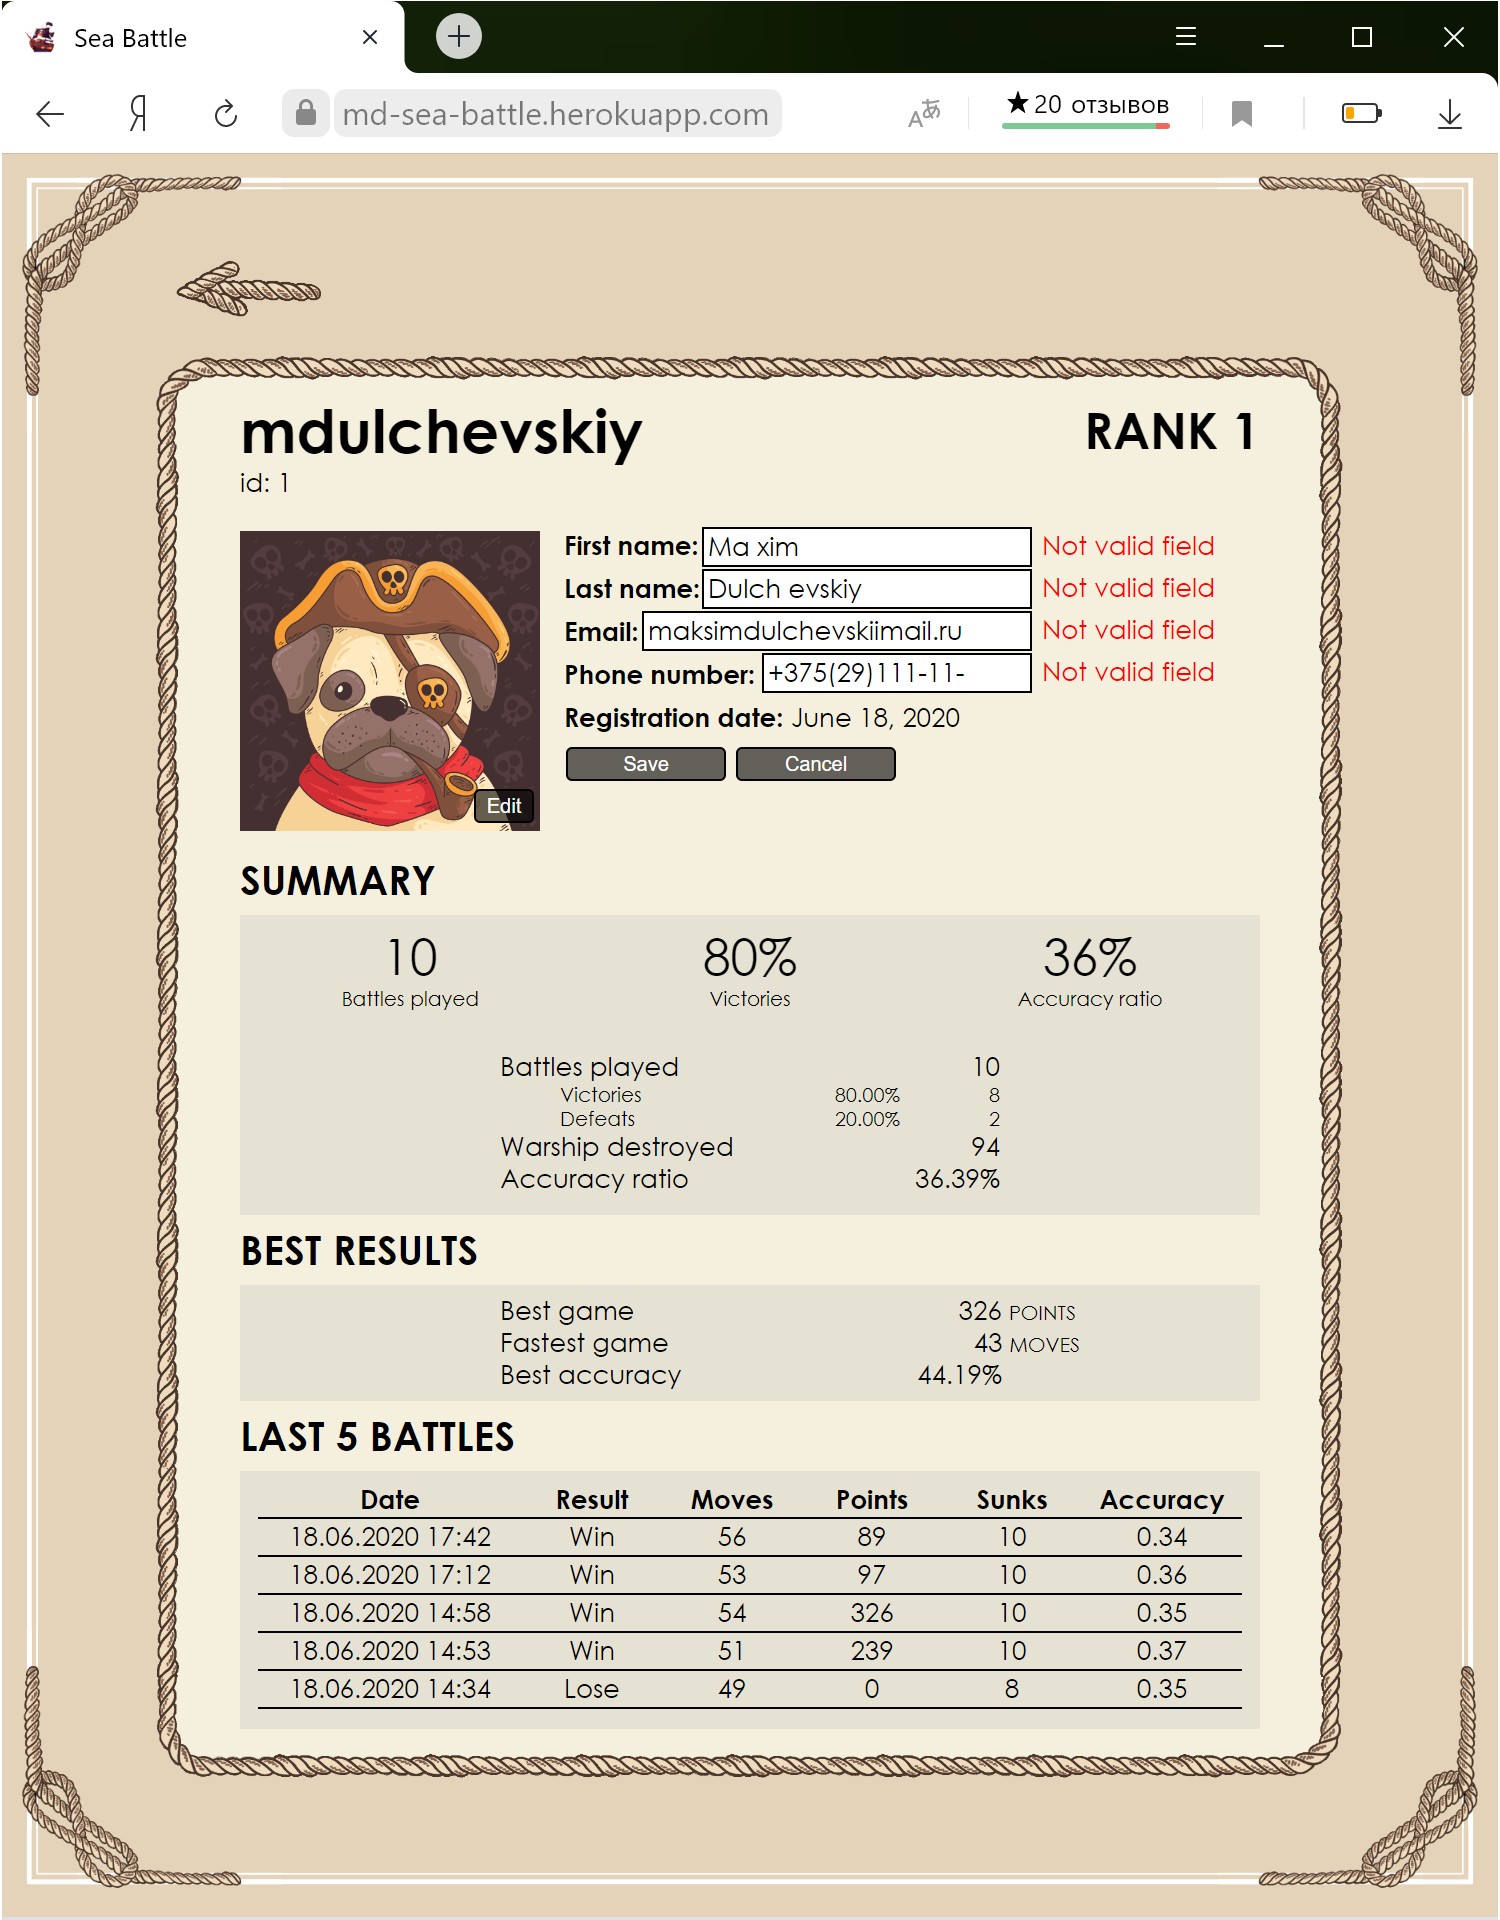 Sea Battle
Я
md-sea-battle.herokuapp.com
Aあ
★20 отзывов
mdulchevskiy
RANK 1
id: 1
First name: Ma xim Not valid field
Last name: Dulch evskiy Not valid field
Email: maksimdulchevskiimail.ru Not valid field
Phone number: +375(29)111-11- Not valid field
Registration date: June 18, 2020
Save Cancel
Edit
SUMMARY
10 80% 36%
Battles played Victories Accuracy ratio
Battles played 10
Victories 80.00% 8
Defeats 20.00% 2
Warship destroyed 94
Accuracy ratio 36.39%
BEST RESULTS
Best game 326 POINTS
Fastest game 43 MOVES
Best accuracy 44.19%
LAST 5 BATTLES
Date Result Moves Points Sunks Accuracy
18.06.2020 17:42 Win 56 89 10 0.34
18.06.2020 17:12 Win 53 97 10 0.36
18.06.2020 14:58 Win 54 326 10 0.35
18.06.2020 14:53 Win 51 239 10 0.37
18.06.2020 14:34 Lose 49 0 8 0.35